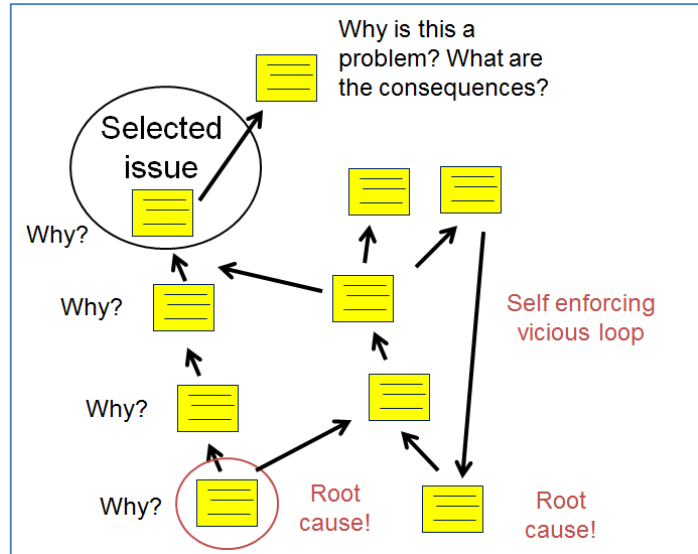 Why is this a
problem? What are
the consequences?
Selected
issue
Why?
Why?
Self enforcing
vicious loop
Why?
Why?
Root
cause!
Root
cause!